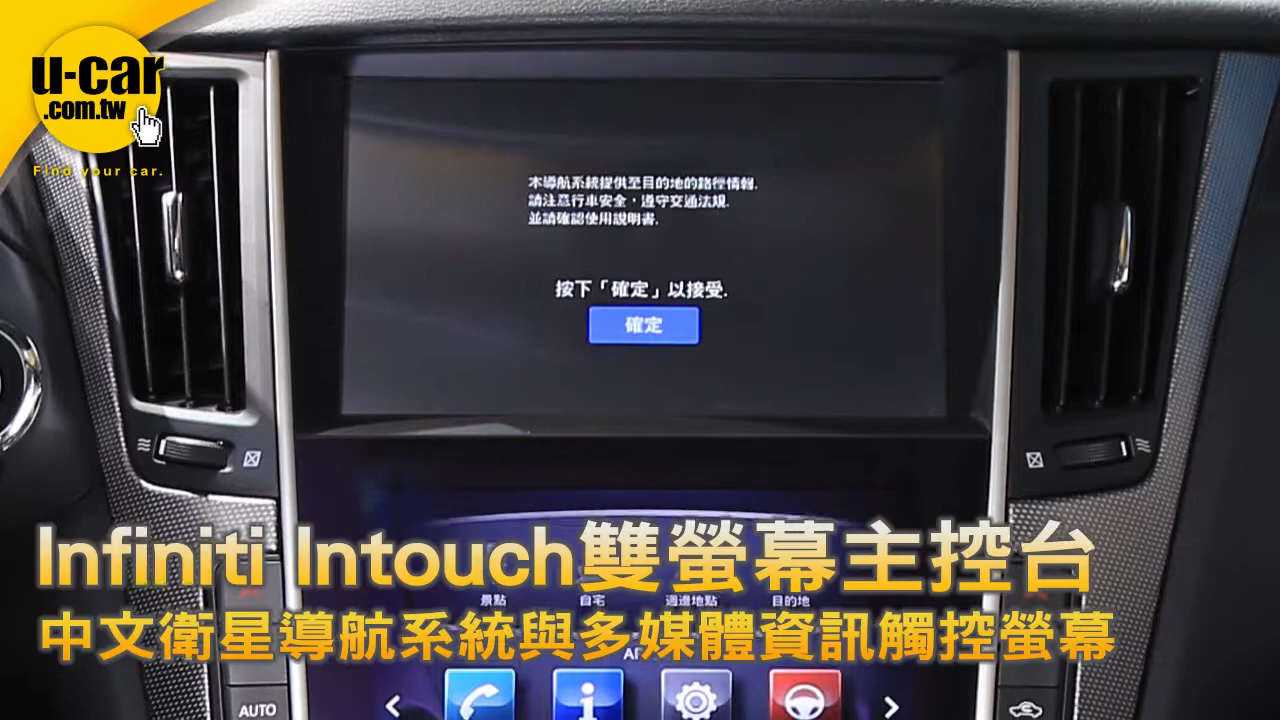 u-car
.com.tw
Find your car.
本導航系統提供至目的地的路徑情報.
請注意行車安全，遵守交通法規.
並請確認使用說明書.
按下「確定」以接受.
確定
Infiniti Intouch雙螢幕主控台
景點 自宅 週邊地點 目的地
中文衛星導航系統與多媒體資訊觸控螢幕
AUTO